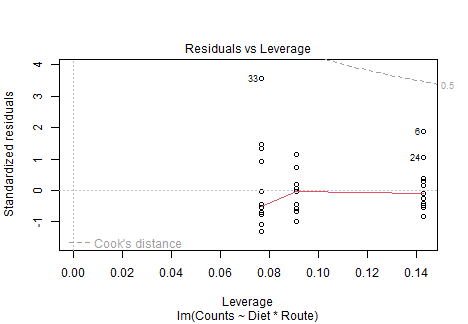 Residuals vs Leverage
Standardized residuals
4
3
2
1
0
-1
33
6
24
0.5
Cook's distance
0.00 0.02 0.04 0.06 0.08 0.10 0.12 0.14
Leverage
lm(Counts ~ Diet * Route)